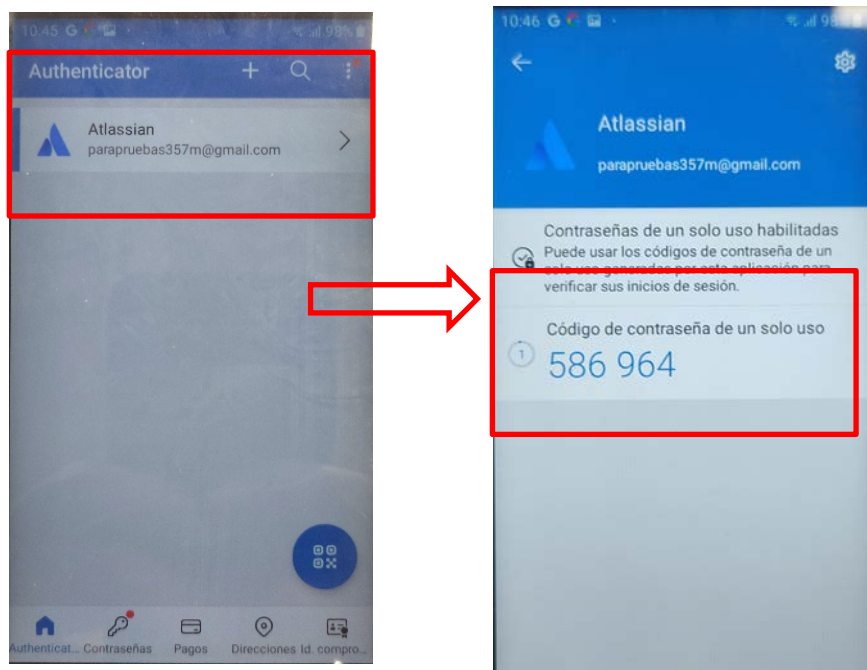 10:45 G
98%
Authenticator
Atlassian
parapruebas357m@gmail.com
Authenticat...
Contraseñas
Pagos
Direcciones
Id. compro...
10:46 G
Atlassian
parapruebas357m@gmail.com
Contraseñas de un solo uso habilitadas
Puede usar los códigos de contraseña de un
solo uso generados por esta aplicación para
verificar sus inicios de sesión.
Código de contraseña de un solo uso
1
586 964